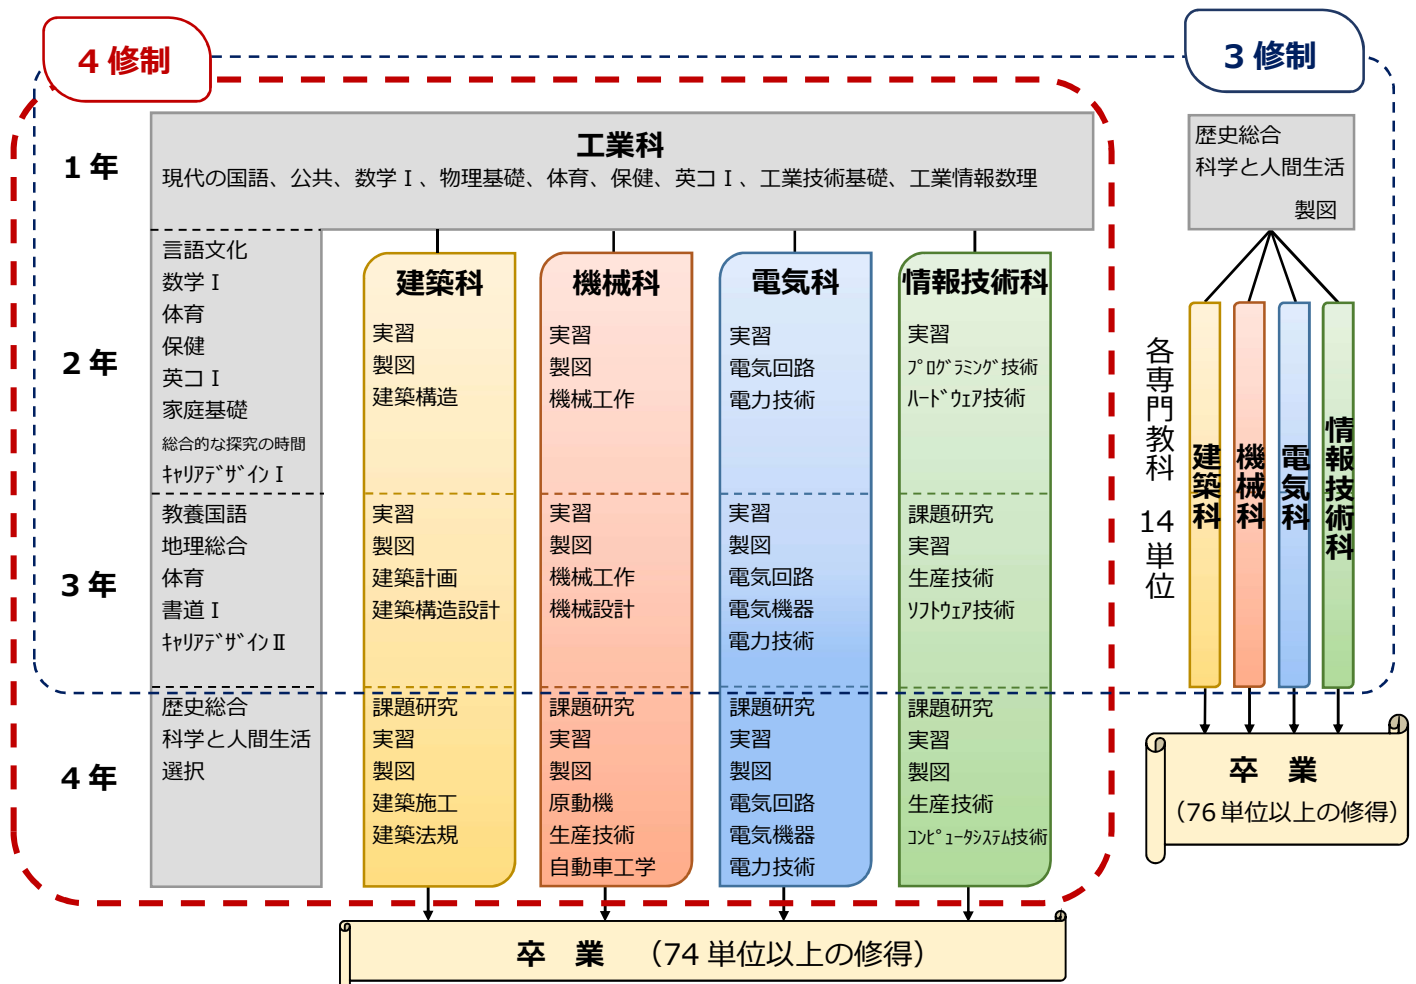 4修制
3修制
1年
工業科
現代の国語、公共、数学Ⅰ、物理基礎、体育、保健、英コⅠ、工業技術基礎、工業情報数理
2年
言語文化
数学Ⅰ
体育
保健
英コⅠ
家庭基礎
総合的な探究の時間
ｷｬﾘｱﾃﾞｻﾞｲﾝⅠ
建築科
実習
製図
建築構造
機械科
実習
製図
機械工作
電気科
実習
電気回路
電力技術
情報技術科
実習
ﾌﾟﾛｸﾞﾗﾐﾝｸﾞ技術
ﾊｰﾄﾞｳｪｱ技術
3年
教養国語
地理総合
体育
書道Ⅰ
ｷｬﾘｱﾃﾞｻﾞｲﾝⅡ
実習
製図
建築計画
建築構造設計
実習
製図
機械工作
機械設計
実習
製図
電気回路
電気機器
電力技術
課題研究
実習
生産技術
ｿﾌﾄｳｪｱ技術
4年
歴史総合
科学と人間生活
選択
課題研究
実習
製図
建築施工
建築法規
課題研究
実習
製図
原動機
生産技術
自動車工学
課題研究
実習
製図
電気回路
電気機器
電力技術
課題研究
実習
製図
生産技術
ｺﾝﾋﾟｭｰﾀｼｽﾃﾑ技術
卒　業　（74単位以上の修得）
歴史総合
科学と人間生活
製図
各専門教科　14単位
建築科
機械科
電気科
情報技術科
卒　業
（76単位以上の修得）